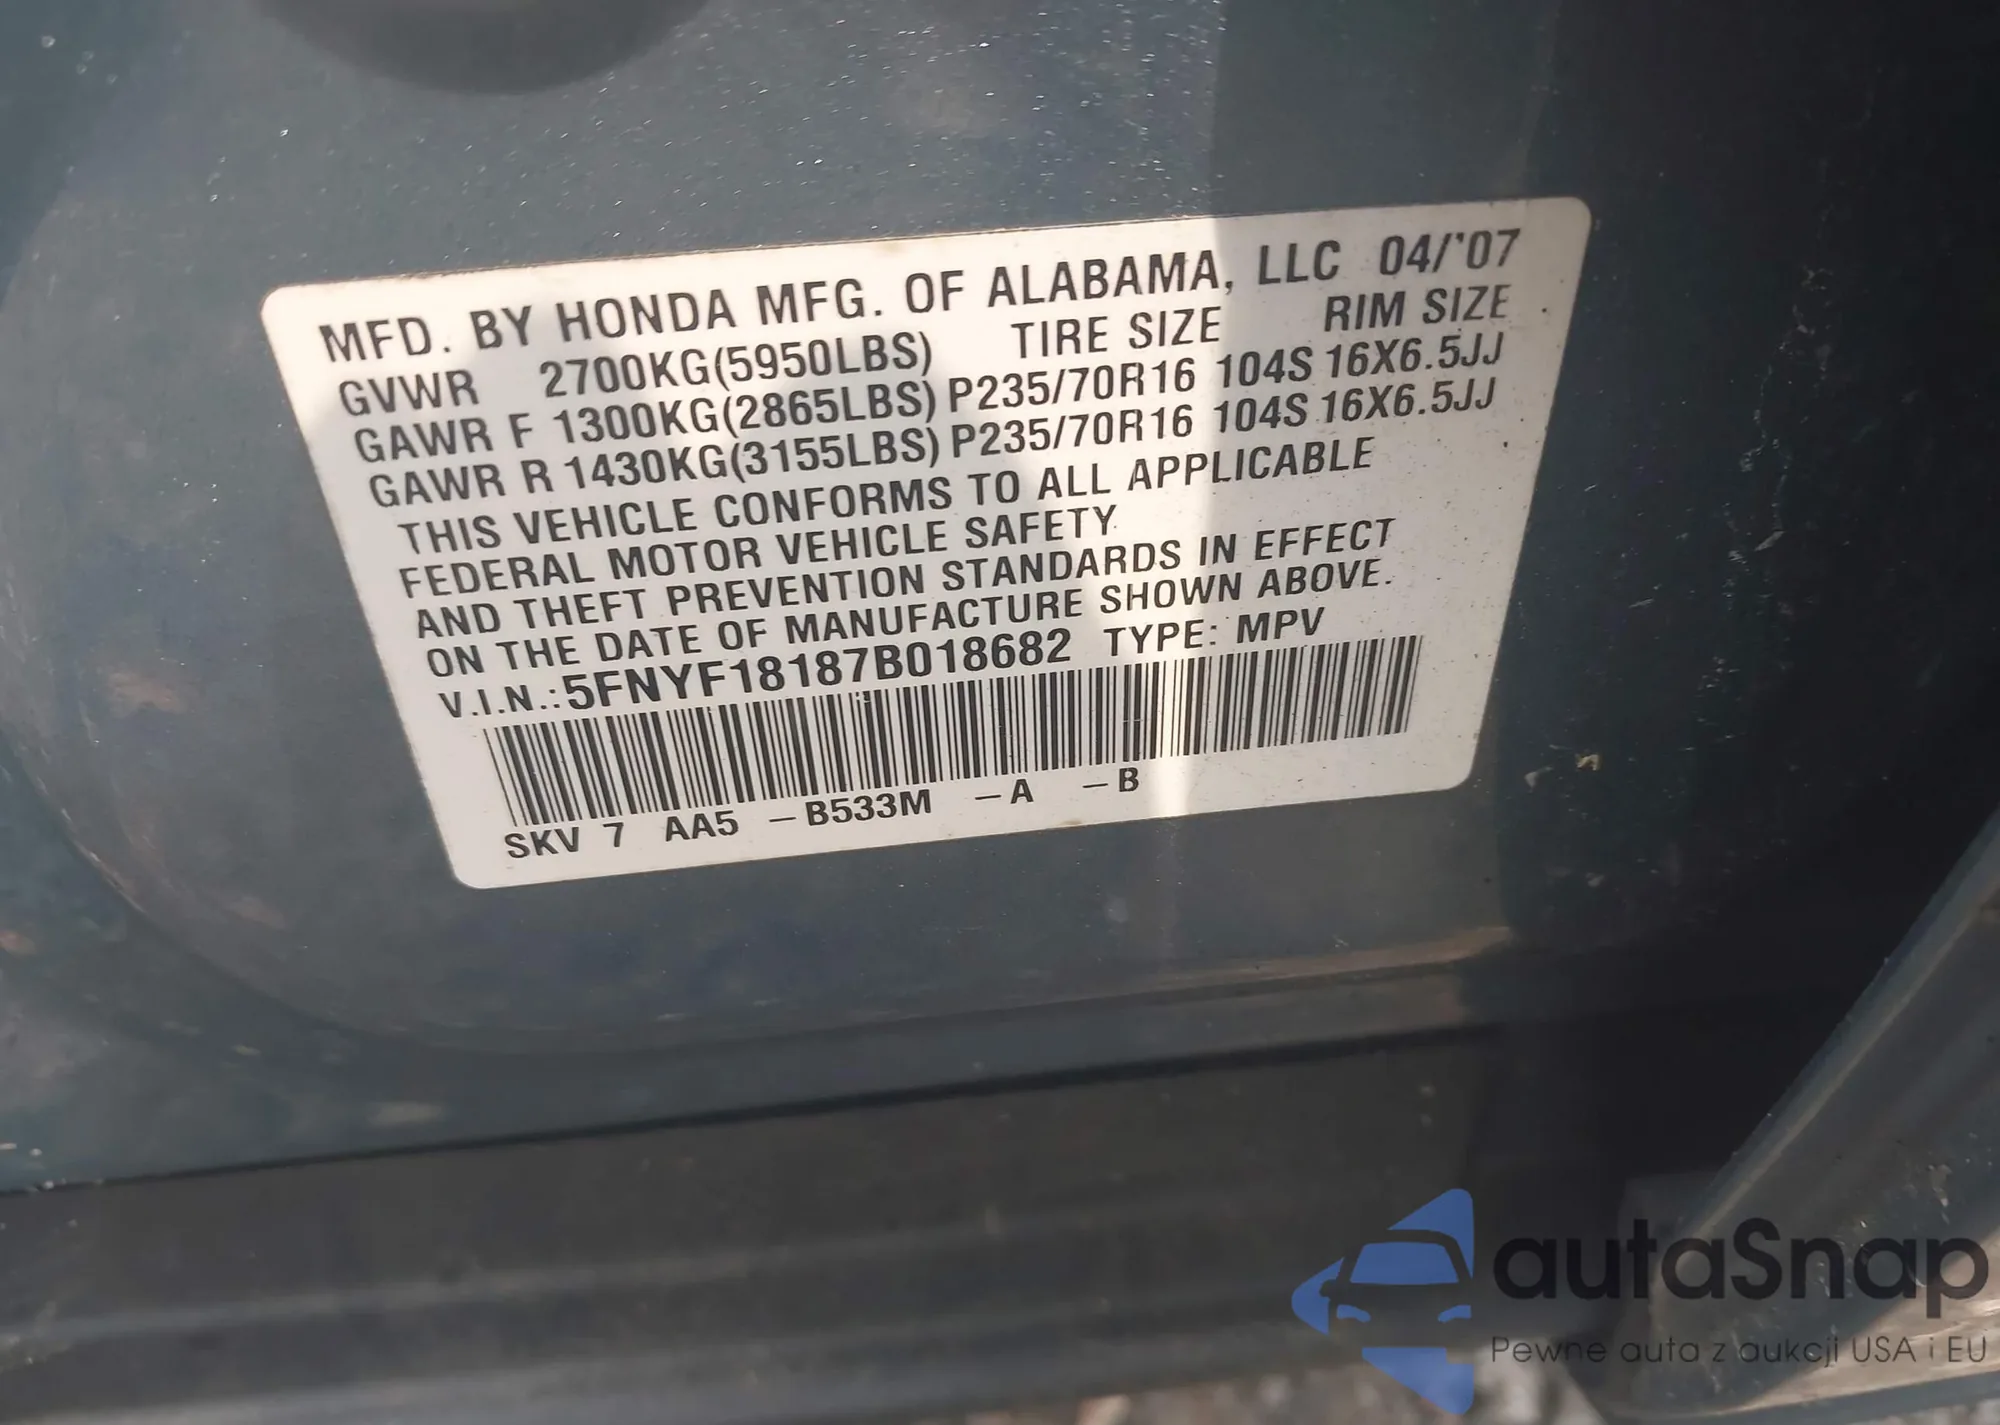 MFD. BY HONDA MFG. OF ALABAMA, LLC 04/'07
GVWR 2700KG(5950LBS) TIRE SIZE RIM SIZE
GAWR F 1300KG(2865LBS) P235/70R16 104S 16X6.5JJ
GAWR R 1430KG(3155LBS) P235/70R16 104S 16X6.5JJ
THIS VEHICLE CONFORMS TO ALL APPLICABLE
FEDERAL MOTOR VEHICLE SAFETY
AND THEFT PREVENTION STANDARDS IN EFFECT
ON THE DATE OF MANUFACTURE SHOWN ABOVE.
V.I.N.: 5FNYF18187B018682 TYPE: MPV
SKV 7 AA5 -B533M -A -B
autaSnap
Pewne auta z aukcji USA i EU